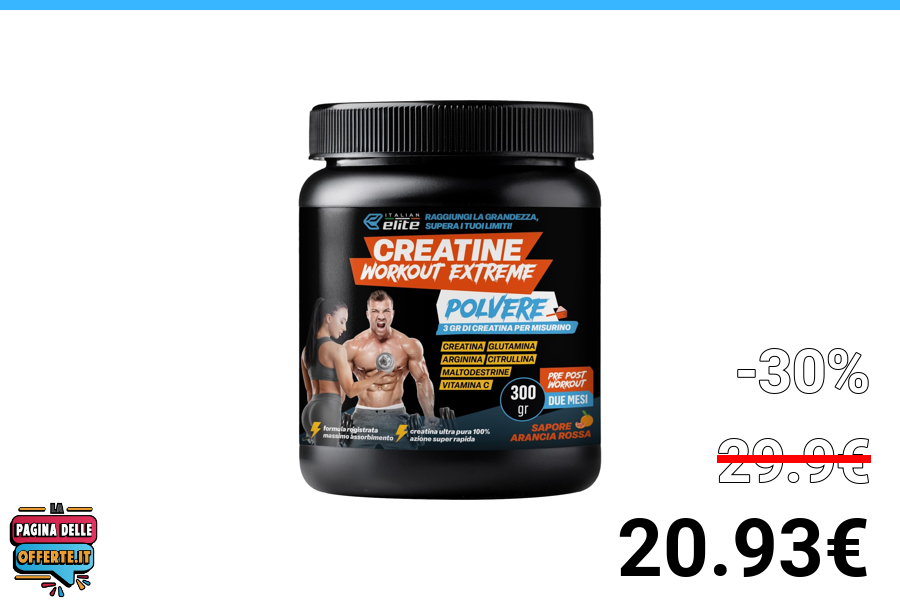 ITALIAN
elite
RAGGIUNGI LA GRANDEZZA,
SUPERA I TUOI LIMITI!
CREATINE
WORKOUT EXTREME
POLVERE
3 GR DI CREATINA PER MISURINO
CREATINA GLUTAMINA
ARGININA CITRULLINA
MALTODESTRINE
VITAMINA C
300
gr
PRE POST
WORKOUT
DUE MESI
SAPORE
ARANCIA ROSSA
formula registrata
massimo assorbimento
creatina ultra pura 100%
azione super rapida
-30%
29.9€
20.93€
LA
PAGINA DELLE
OFFERTE.IT